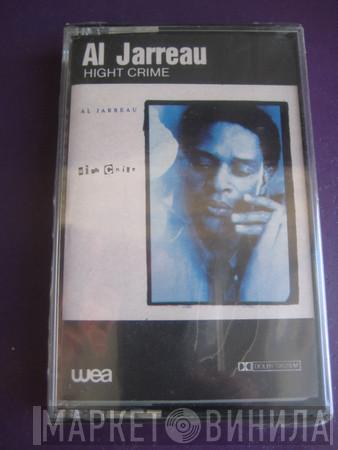 Al Jarreau
HIGHT CRIME
AL JARREAU
High Crime
wea
DOLBY SYSTEM
МАРКЕТ ВИНИЛА